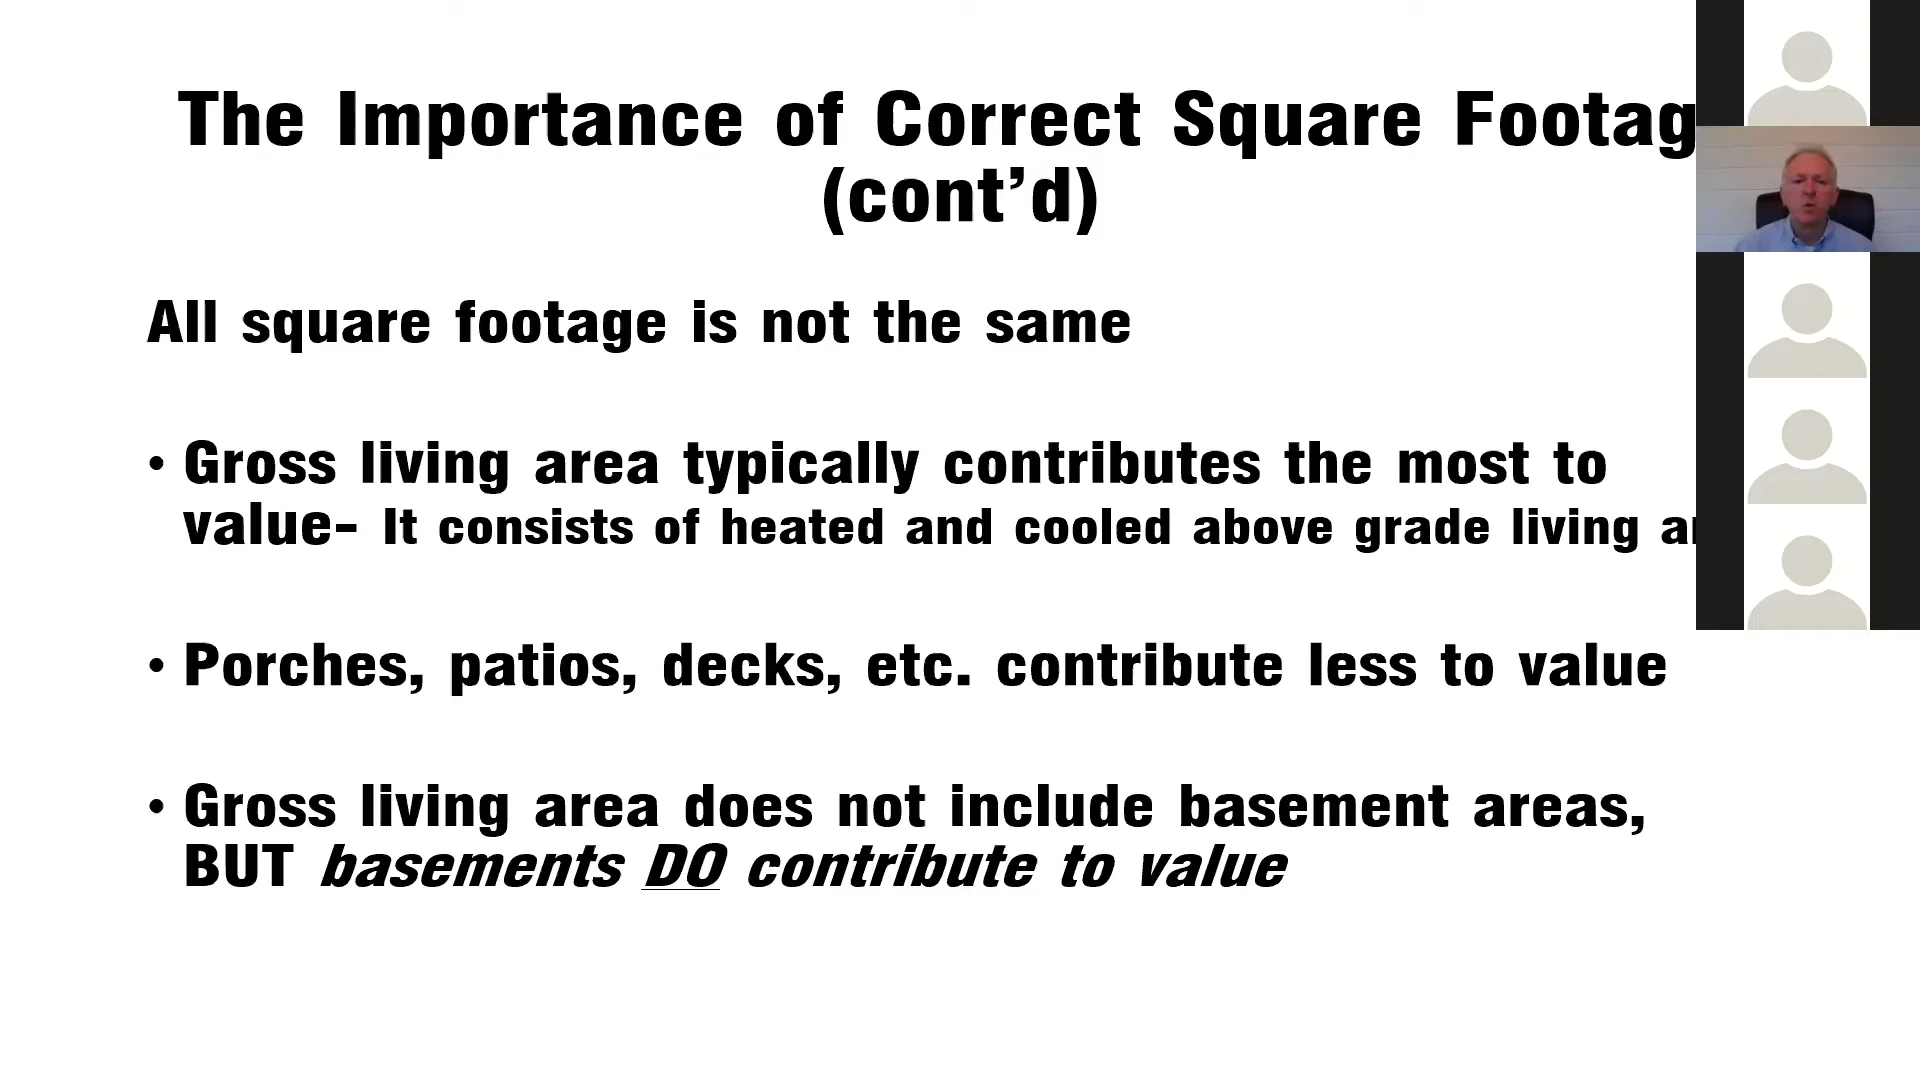 The Importance of Correct Square Footag
(cont’d)
All square footage is not the same
• Gross living area typically contributes the most to
value- It consists of heated and cooled above grade living
• Porches, patios, decks, etc. contribute less to value
• Gross living area does not include basement areas,
BUT basements DO contribute to value